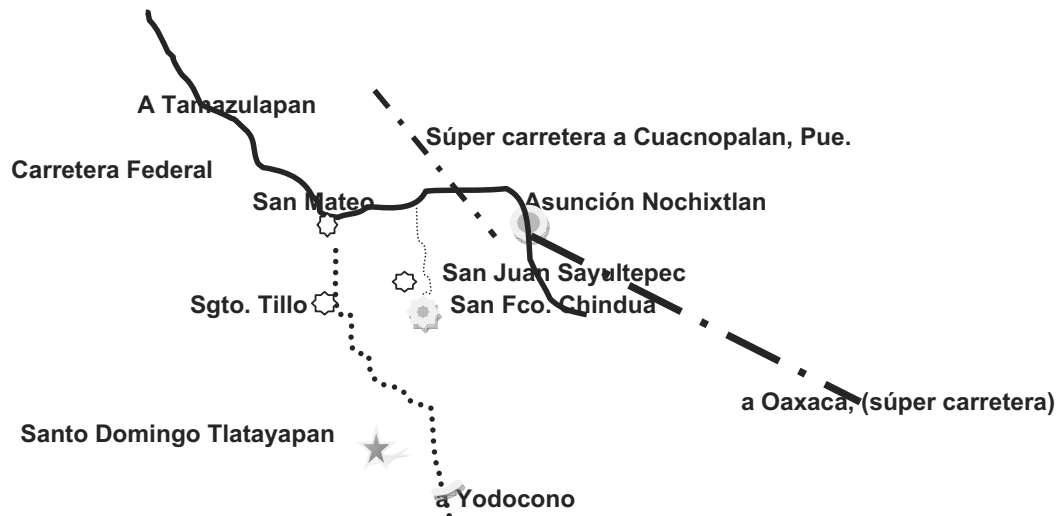 A Tamazulapan
Súper carretera a Cuacnopalan, Pue.
Carretera Federal
San Mateo
Asunción Nochixtlan
San Juan Sayultepec
Sgto. Tillo
San Fco. Chindua
a Oaxaca, (súper carretera)
Santo Domingo Tlatayapan
a Yodocono